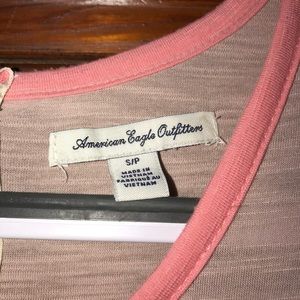 American Eagle Outfitters
S/P
MADE IN
VIETNAM
FABRIQUÉ AU
VIETNAM